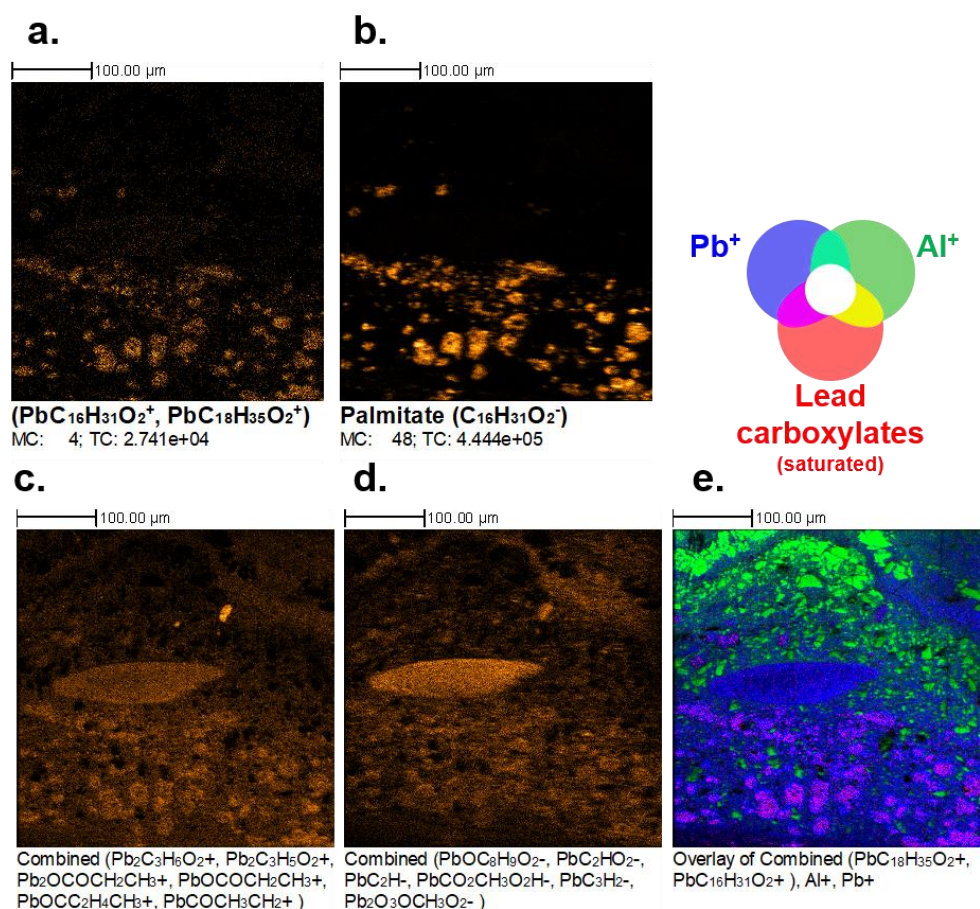 a.
b.
100.00 µm
100.00 µm
(PbC₁₆H₃₁O₂⁺, PbC₁₈H₃₅O₂⁺)
MC: 4; TC: 2.741e+04
Palmitate (C₁₆H₃₁O₂⁻)
MC: 48; TC: 4.444e+05
Pb⁺
Al⁺
Lead
carboxylates
(saturated)
c.
d.
e.
100.00 µm
100.00 µm
100.00 µm
Combined (Pb₂C₃H₆O₂+, Pb₂C₃H₅O₂+,
Pb₂OCOCH₂CH₃+, PbOCOCH₂CH₃+,
PbOCC₂H₄CH₃+, PbCOCH₃CH₂+ )
Combined (PbOC₈H₉O₂-, PbC₂HO₂-,
PbC₂H-, PbCO₂CH₃O₂H-, PbC₃H₂-,
Pb₂O₃OCH₃O₂- )
Overlay of Combined (PbC₁₈H₃₅O₂+,
PbC₁₆H₃₁O₂+ ), Al+, Pb+